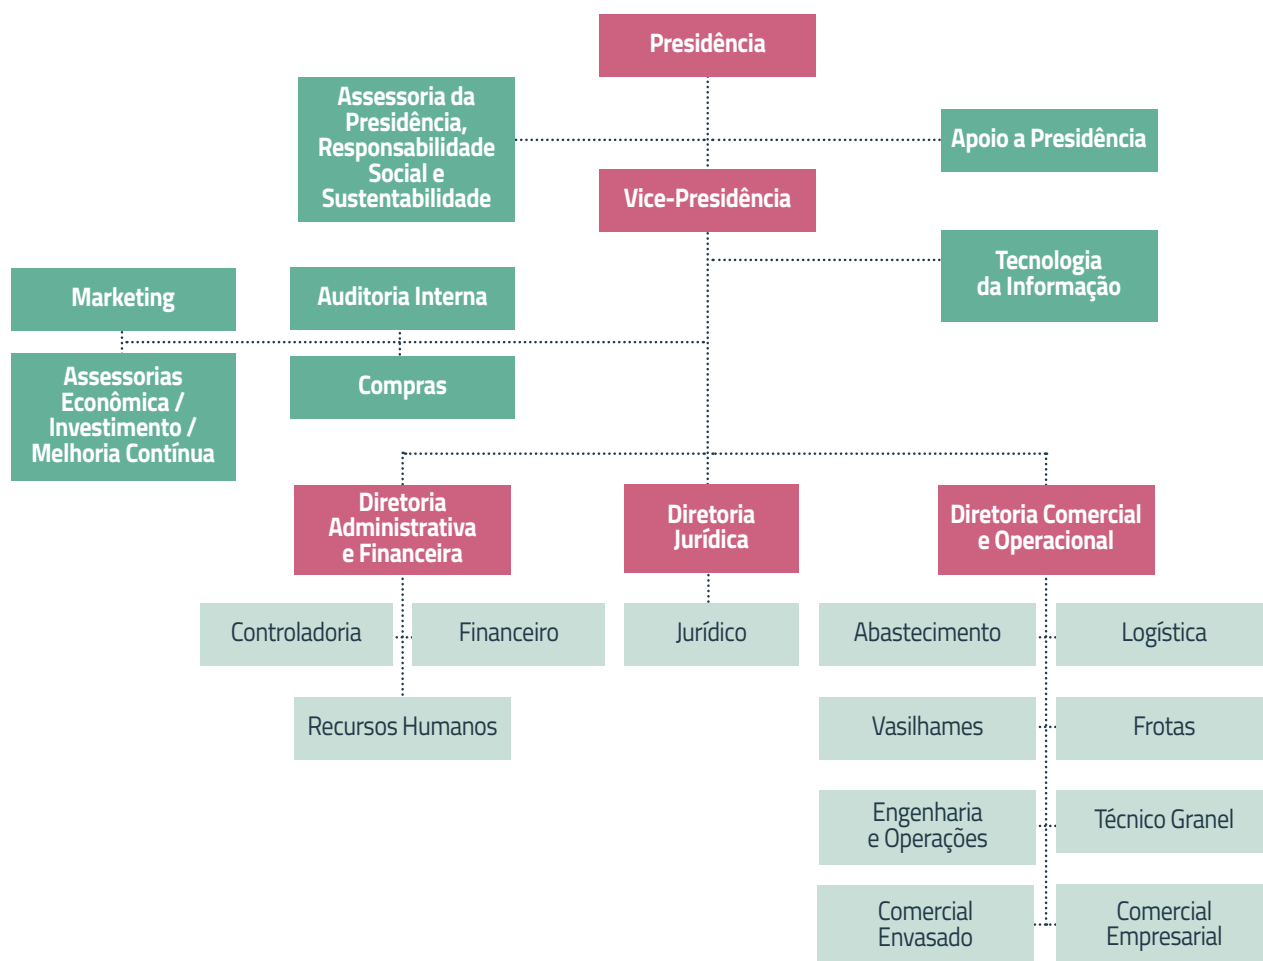 Presidência
Assessoria da
Presidência,
Responsabilidade
Social e
Sustentabilidade
Apoio a Presidência
Vice-Presidência
Tecnologia
da Informação
Marketing
Auditoria Interna
Assessorias
Econômica /
Investimento /
Melhoria Contínua
Compras
Diretoria
Administrativa
e Financeira
Diretoria
Jurídica
Diretoria Comercial
e Operacional
Controladoria
Financeiro
Jurídico
Abastecimento
Logística
Recursos Humanos
Vasilhames
Frotas
Engenharia
e Operações
Técnico Granel
Comercial
Envasado
Comercial
Empresarial